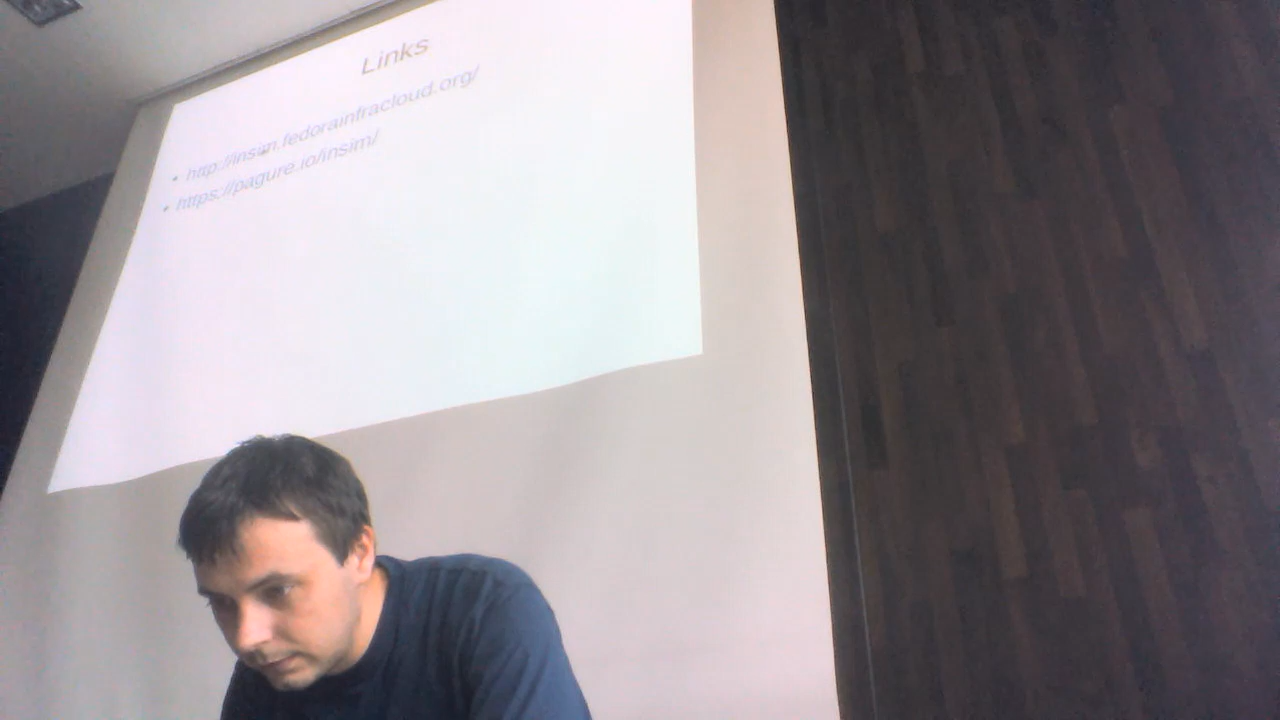 Links
• http://insim.fedorainfracloud.org/
• https://pagure.io/insim/